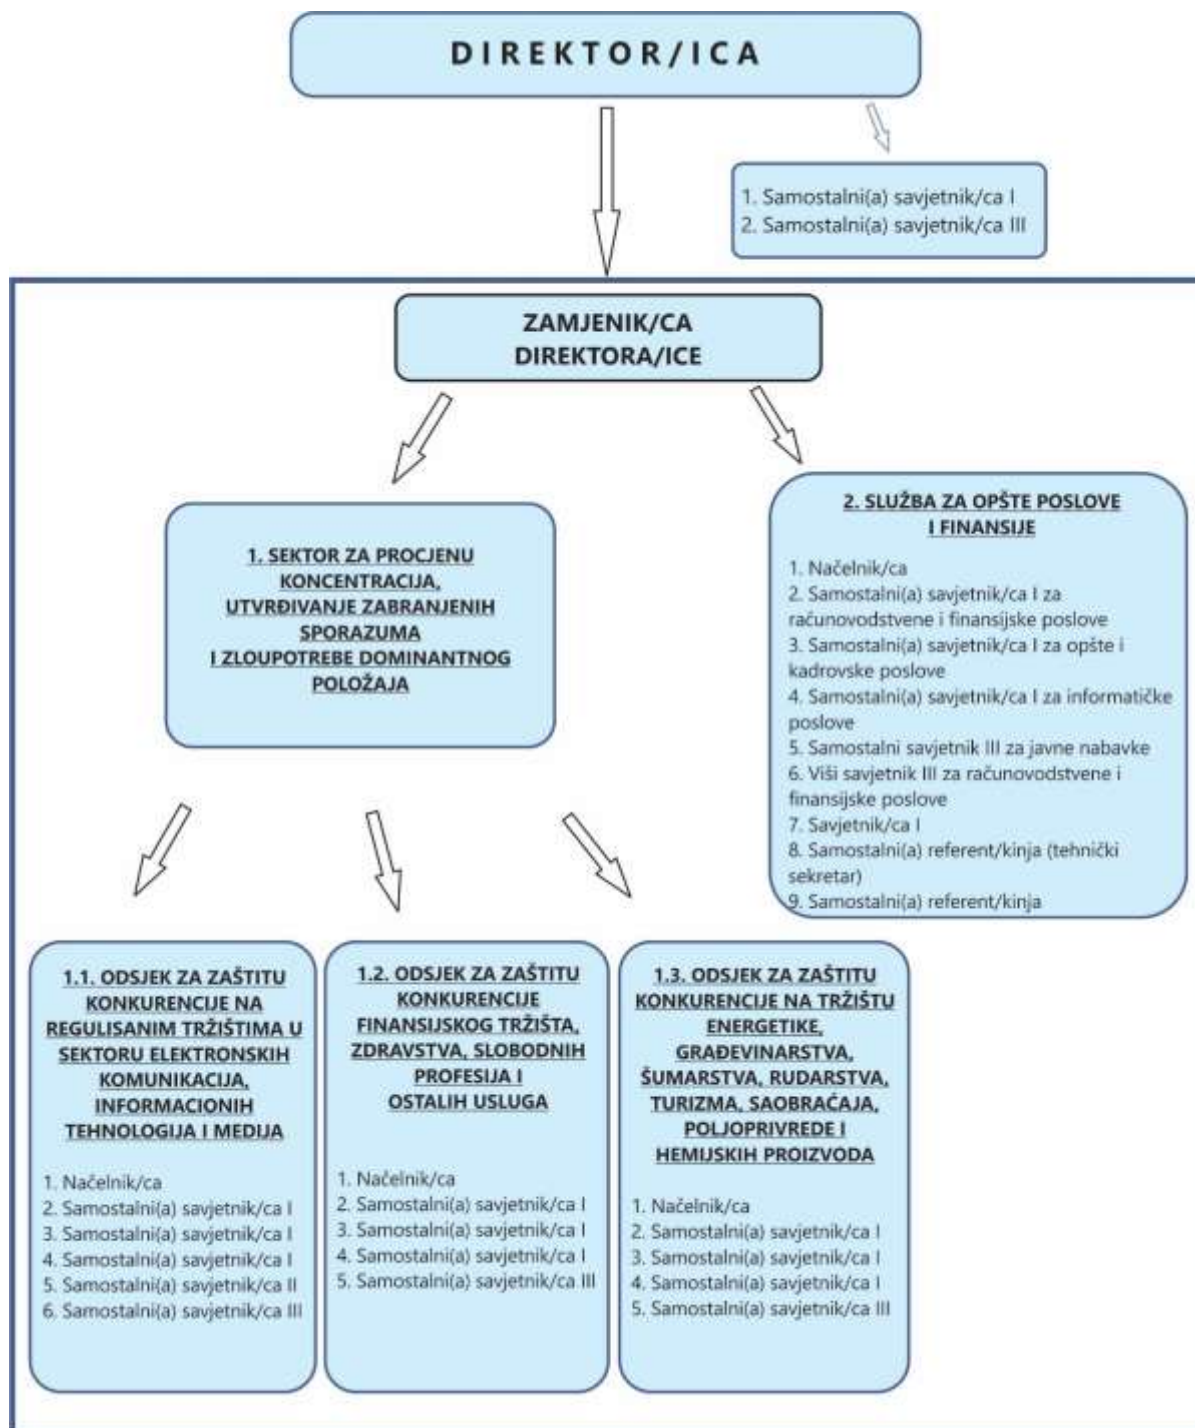 DIREKTOR/ICA
1. Samostalni(a) savjetnik/ca I
2. Samostalni(a) savjetnik/ca III
ZAMJENIK/CA
DIREKTORA/ICE
1. SEKTOR ZA PROCJENU
KONCENTRACIJA,
UTVRĐIVANJE ZABRANJENIH
SPORAZUMA
I ZLOUPOTREBE DOMINANTNOG
POLOŽAJA
2. SLUŽBA ZA OPŠTE POSLOVE
I FINANSIJE
1. Načelnik/ca
2. Samostalni(a) savjetnik/ca I za
računovodstvene i finansijske poslove
3. Samostalni(a) savjetnik/ca I za opšte i
kadrovske poslove
4. Samostalni(a) savjetnik/ca I za informatičke
poslove
5. Samostalni savjetnik III za javne nabavke
6. Viši savjetnik III za računovodstvene i
finansijske poslove
7. Savjetnik/ca I
8. Samostalni(a) referent/kinja (tehnički
sekretar)
9. Samostalni(a) referent/kinja
1.1. ODSJEK ZA ZAŠTITU
KONKURENCIJE NA
REGULISANIM TRŽIŠTIMA U
SEKTORU ELEKTRONSKIH
KOMUNIKACIJA,
INFORMACIONIH
TEHNOLOGIJA I MEDIJA
1. Načelnik/ca
2. Samostalni(a) savjetnik/ca I
3. Samostalni(a) savjetnik/ca I
4. Samostalni(a) savjetnik/ca I
5. Samostalni(a) savjetnik/ca II
6. Samostalni(a) savjetnik/ca III
1.2. ODSJEK ZA ZAŠTITU
KONKURENCIJE
FINANSIJSKOG TRŽIŠTA,
ZDRAVSTVA, SLOBODNIH
PROFESIJA I
OSTALIH USLUGA
1. Načelnik/ca
2. Samostalni(a) savjetnik/ca I
3. Samostalni(a) savjetnik/ca I
4. Samostalni(a) savjetnik/ca I
5. Samostalni(a) savjetnik/ca III
1.3. ODSJEK ZA ZAŠTITU
KONKURENCIJE NA TRŽIŠTU
ENERGETIKE,
GRAĐEVINARSTVA,
ŠUMARSTVA, RUDARSTVA,
TURIZMA, SAOBRAĆAJA,
POLJOPRIVREDE I
HEMIJSKIH PROIZVODA
1. Načelnik/ca
2. Samostalni(a) savjetnik/ca I
3. Samostalni(a) savjetnik/ca I
4. Samostalni(a) savjetnik/ca I
5. Samostalni(a) savjetnik/ca III